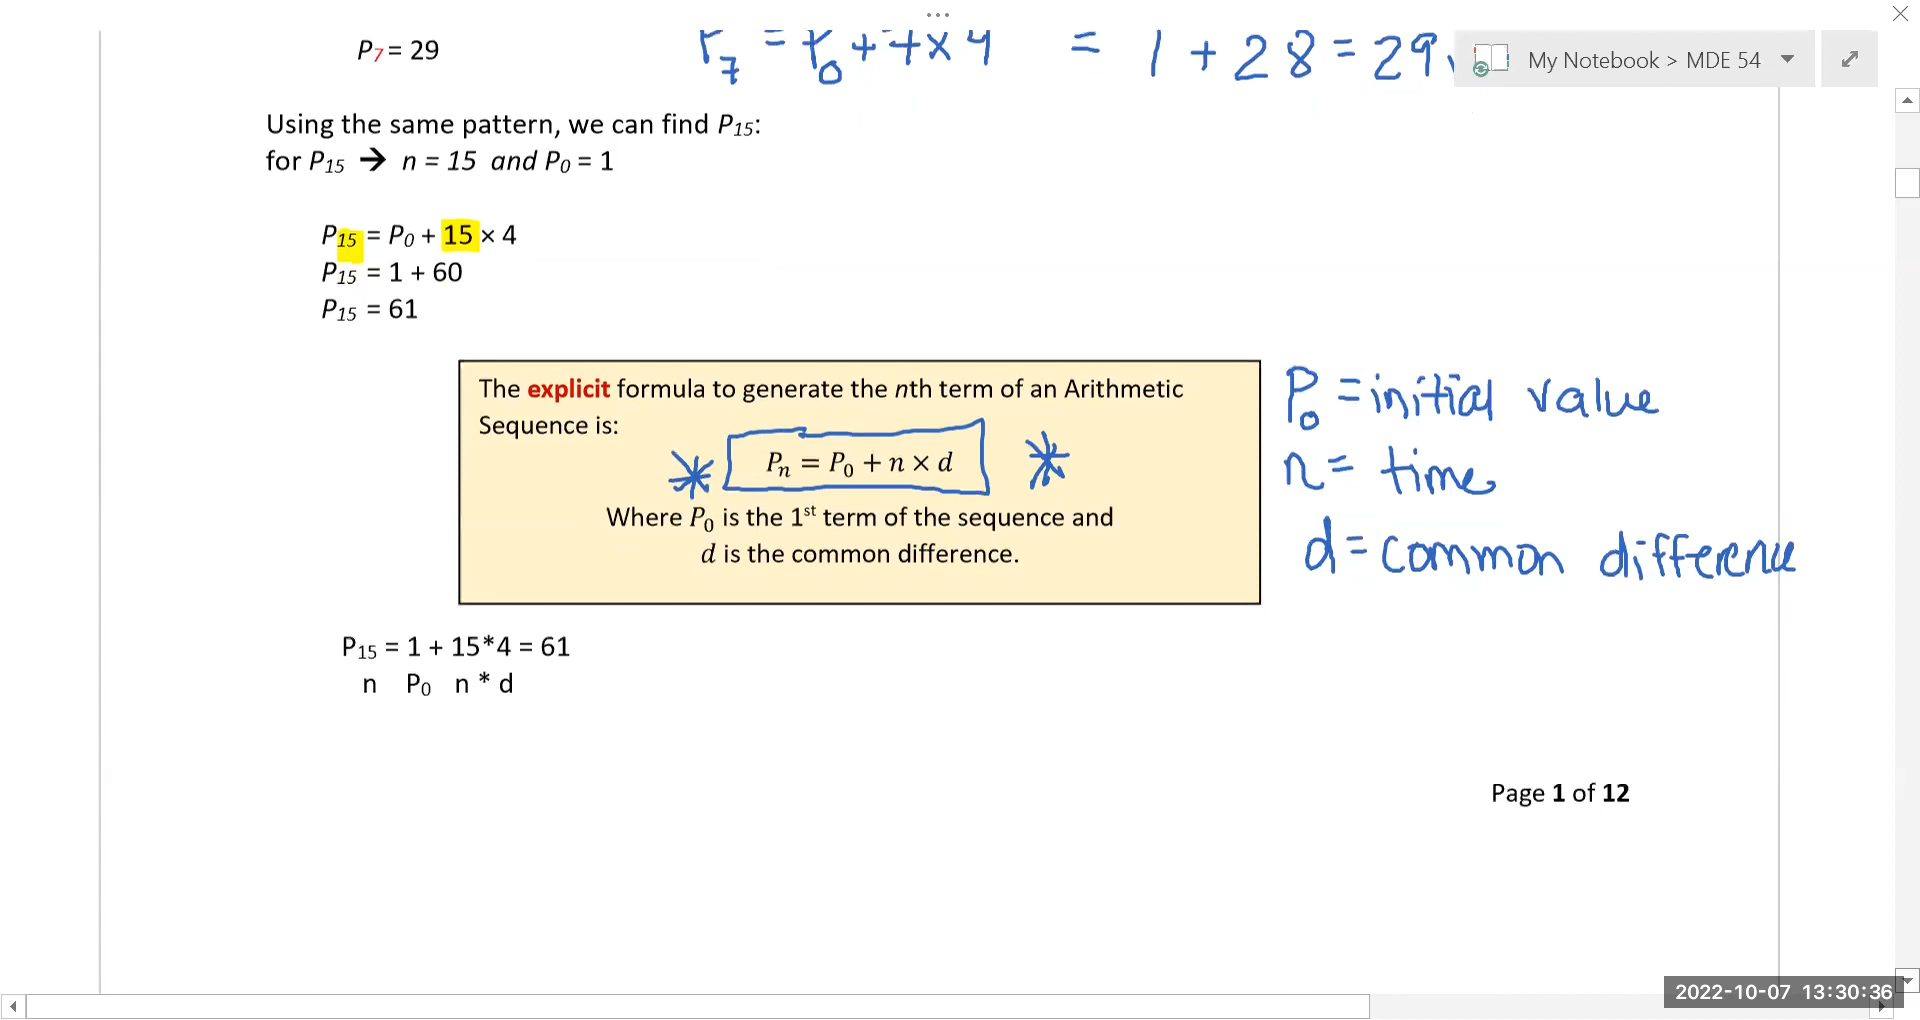 P7 = 29
P7 = P0 + 7 x 4 = 1 + 28 = 29
My Notebook > MDE 54
Using the same pattern, we can find P15:
for P15 → n = 15 and P0 = 1
P15 = P0 + 15 × 4
P15 = 1 + 60
P15 = 61
The explicit formula to generate the nth term of an Arithmetic
Sequence is:
* Pn = P0 + n × d *
Where P0 is the 1st term of the sequence and
d is the common difference.
P0 = initial value
n = time
d = common difference
P15 = 1 + 15*4 = 61
n P0 n * d
Page 1 of 12
2022-10-07 13:30:36